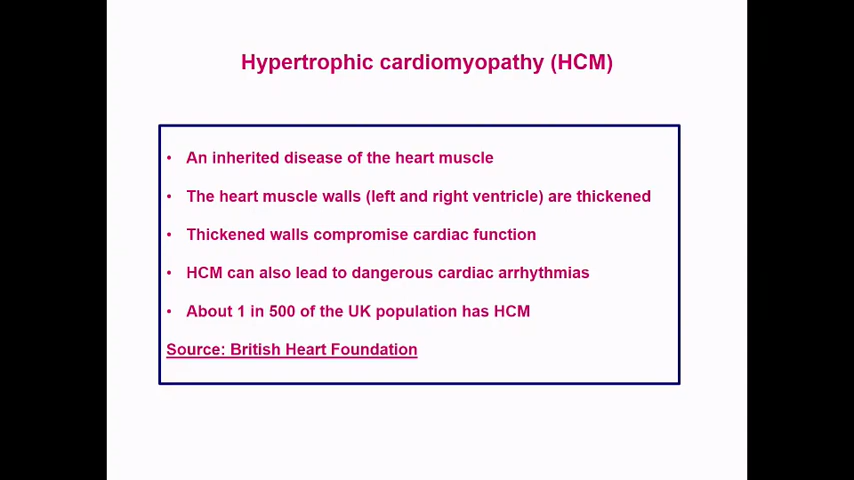 Hypertrophic cardiomyopathy (HCM)
• An inherited disease of the heart muscle
• The heart muscle walls (left and right ventricle) are thickened
• Thickened walls compromise cardiac function
• HCM can also lead to dangerous cardiac arrhythmias
• About 1 in 500 of the UK population has HCM
Source: British Heart Foundation